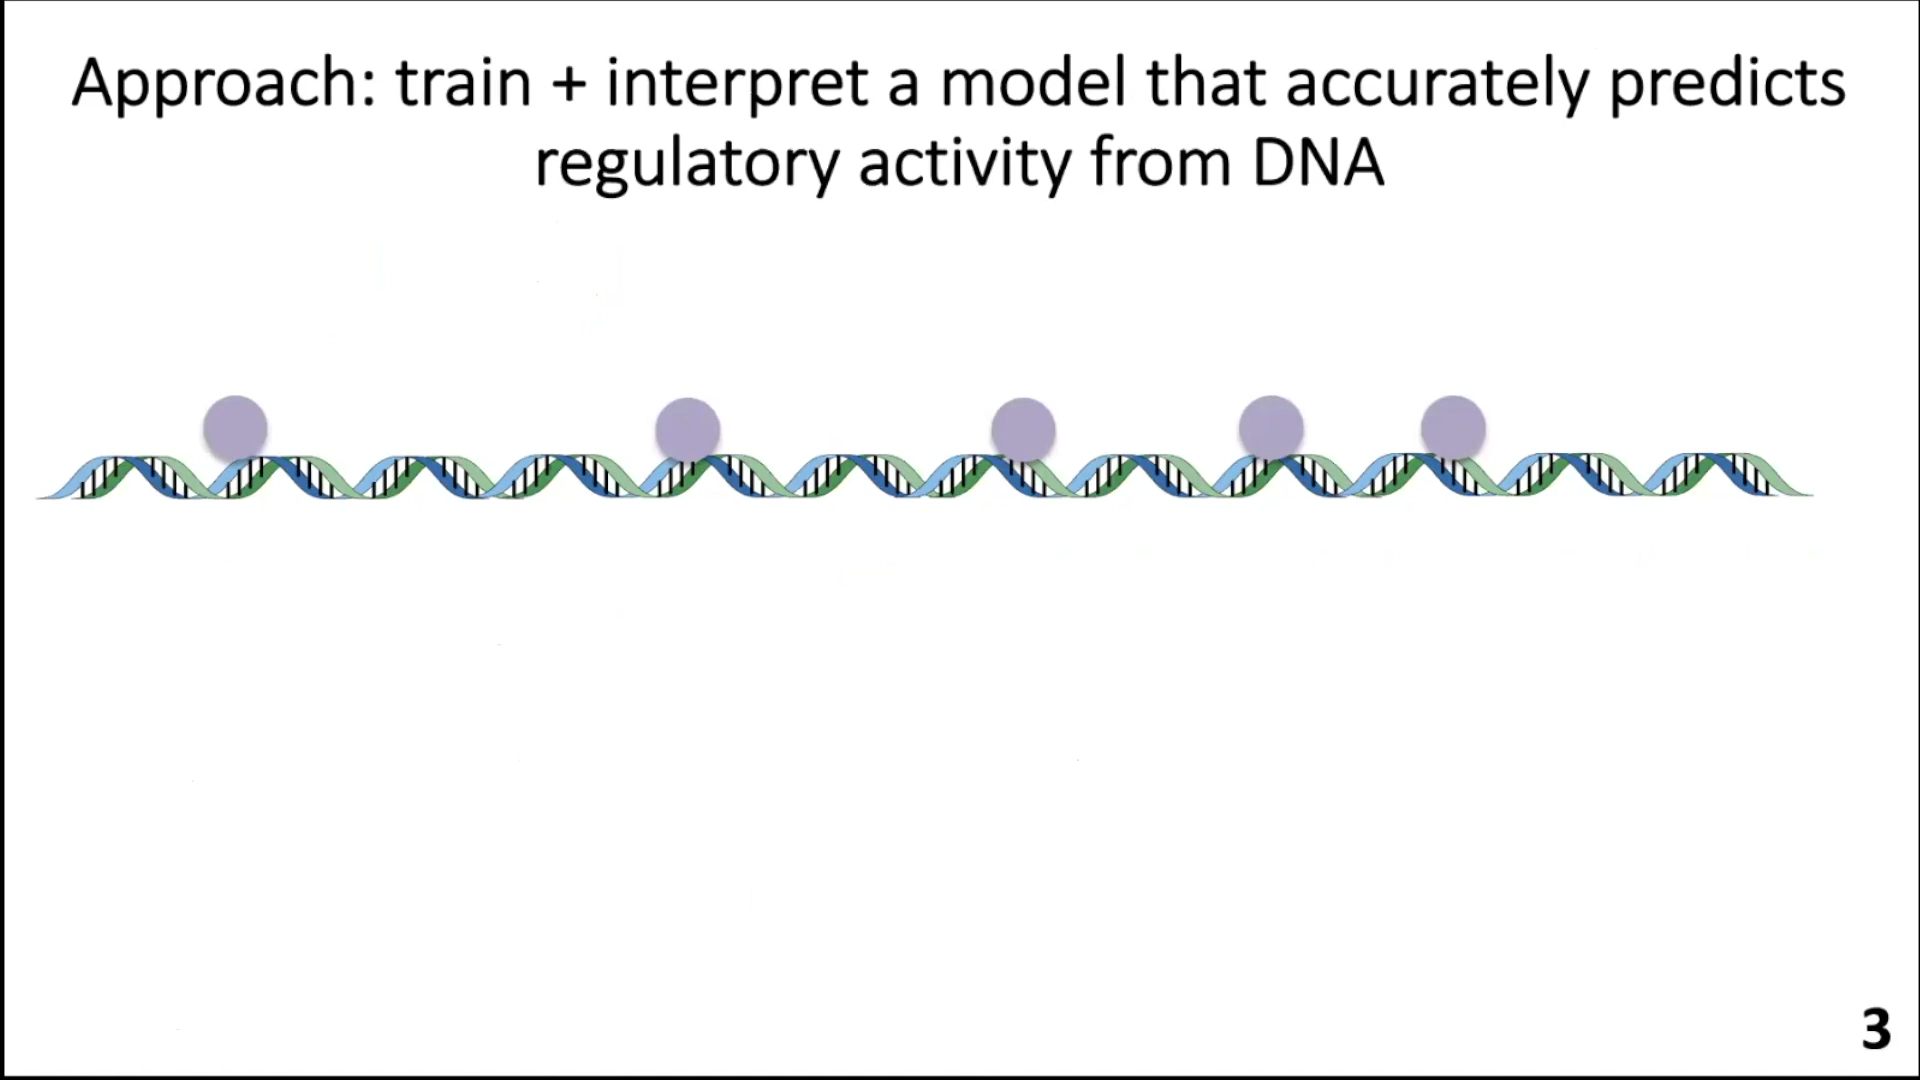 Approach: train + interpret a model that accurately predicts
regulatory activity from DNA
3